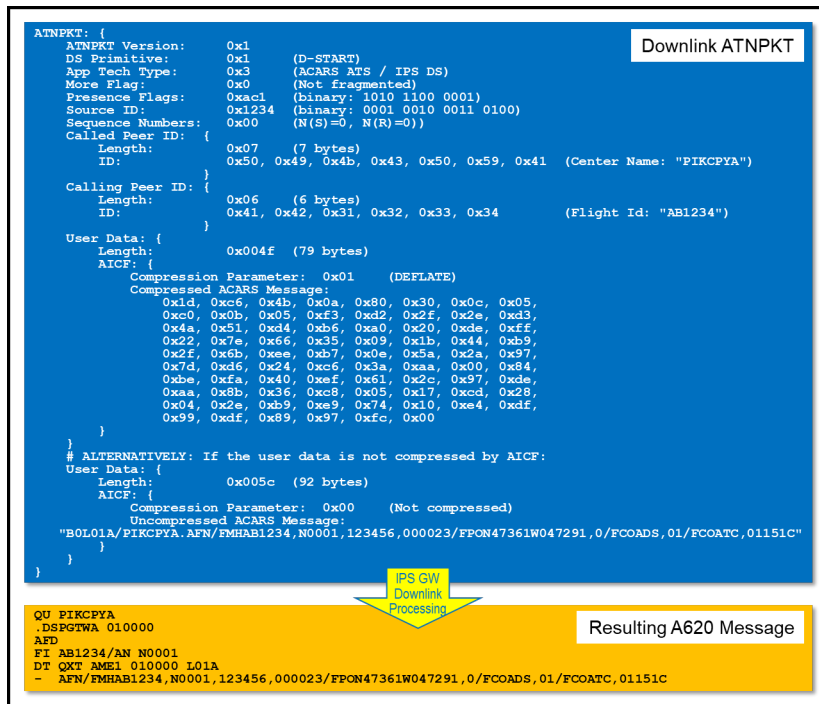 ATNPKT: {
Downlink ATNPKT
ATNPKT Version: 0x1
DS Primitive: 0x1 (D-START)
App Tech Type: 0x3 (ACARS ATS / IPS DS)
More Flag: 0x0 (Not fragmented)
Presence Flags: 0xac1 (binary: 1010 1100 0001)
Source ID: 0x1234 (binary: 0001 0010 0011 0100)
Sequence Numbers: 0x00 (N(S)=0, N(R)=0))
Called Peer ID: {
Length: 0x07 (7 bytes)
ID: 0x50, 0x49, 0x4b, 0x43, 0x50, 0x59, 0x41 (Center Name: "PIKCPYA")
}
Calling Peer ID: {
Length: 0x06 (6 bytes)
ID: 0x41, 0x42, 0x31, 0x32, 0x33, 0x34 (Flight Id: "AB1234")
}
User Data: {
Length: 0x004f (79 bytes)
AICF: {
Compression Parameter: 0x01 (DEFLATE)
Compressed ACARS Message:
0x1d, 0xc6, 0x4b, 0x0a, 0x80, 0x30, 0x0c, 0x05,
0xc0, 0x0b, 0x05, 0xf3, 0xd2, 0x2f, 0x2e, 0xd3,
0x4a, 0x51, 0xd4, 0xb6, 0xa0, 0x20, 0xde, 0xff,
0x22, 0x7e, 0x66, 0x35, 0x09, 0x1b, 0x44, 0xb9,
0x2f, 0x6b, 0xee, 0xb7, 0x0e, 0x5a, 0x2a, 0x97,
0x7d, 0xd6, 0x24, 0xc6, 0x3a, 0xaa, 0x00, 0x84,
0xbe, 0xfa, 0x40, 0xef, 0x61, 0x2c, 0x97, 0xde,
0xaa, 0x8b, 0x36, 0xc8, 0x05, 0x17, 0xcd, 0x28,
0x04, 0x2e, 0xb9, 0xe9, 0x74, 0x10, 0xe4, 0xdf,
0x99, 0xdf, 0x89, 0x97, 0xfc, 0x00
}
}
# ALTERNATIVELY: If the user data is not compressed by AICF:
User Data: {
Length: 0x005c (92 bytes)
AICF: {
Compression Parameter: 0x00 (Not compressed)
Uncompressed ACARS Message:
"B0L01A/PIKCPYA.AFN/FMHAB1234,N0001,123456,000023/FPON47361W047291,0/FCOADS,01/FCOATC,01151C"
}
}
}
IPS GW
Downlink
Processing
QU PIKCPYA
Resulting A620 Message
.DSPGTWA 010000
AFD
FI AB1234/AN N0001
DT QXT AME1 010000 L01A
- AFN/FMHAB1234,N0001,123456,000023/FPON47361W047291,0/FCOADS,01/FCOATC,01151C